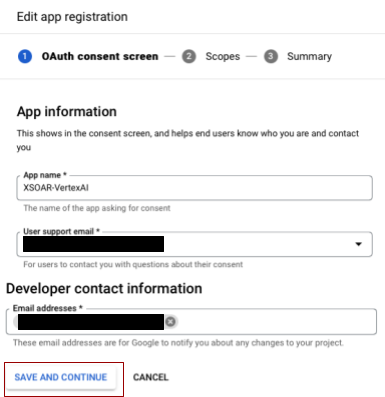 Edit app registration
1 OAuth consent screen — 2 Scopes — 3 Summary
App information
This shows in the consent screen, and helps end users know who you are and contact
you
App name *
XSOAR-VertexAI
The name of the app asking for consent
User support email *
For users to contact you with questions about their consent
Developer contact information
Email addresses *
These email addresses are for Google to notify you about any changes to your project.
SAVE AND CONTINUE CANCEL